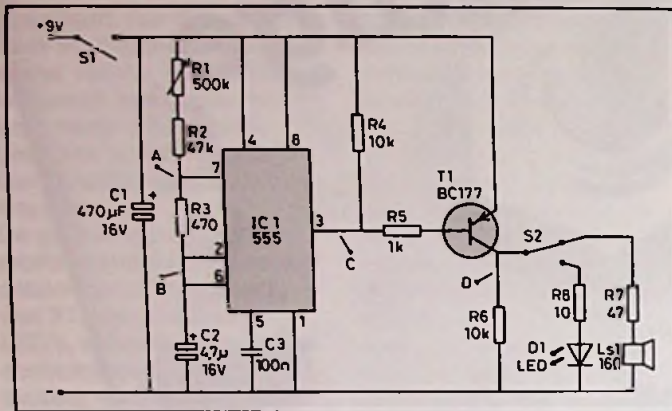 +9V
S1
R1
500k
R2
47k
A
7
4
8
R4
10k
T1
BC177
C1
470µF
16V
+
R3
470
IC1
555
3
R5
1k
C
S2
2
6
B
D
R6
10k
R8
10
R7
47
5
1
+
C2
4,7µ
16V
C3
100n
D1
LED
Ls1
16Ω
-